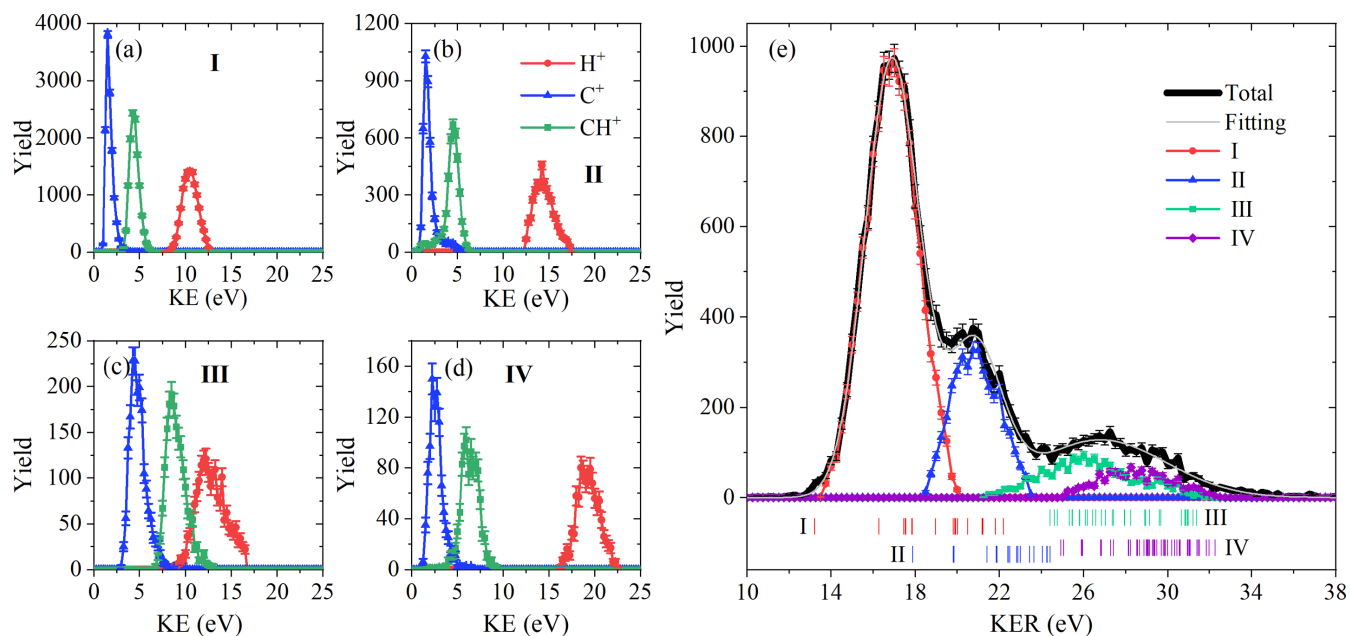 (a)
I
Yield
4000
3000
2000
1000
0
0 5 10 15 20 25
KE (eV)
(b)
H⁺
C⁺
CH⁺
II
Yield
1200
900
600
300
0
0 5 10 15 20 25
KE (eV)
(c)
III
Yield
250
200
150
100
50
0
0 5 10 15 20 25
KE (eV)
(d)
IV
Yield
160
120
80
40
0
0 5 10 15 20 25
KE (eV)
(e)
Total
Fitting
I
II
III
IV
Yield
1000
800
600
400
200
0
I
III
II
IV
10 14 18 22 26 30 34 38
KER (eV)